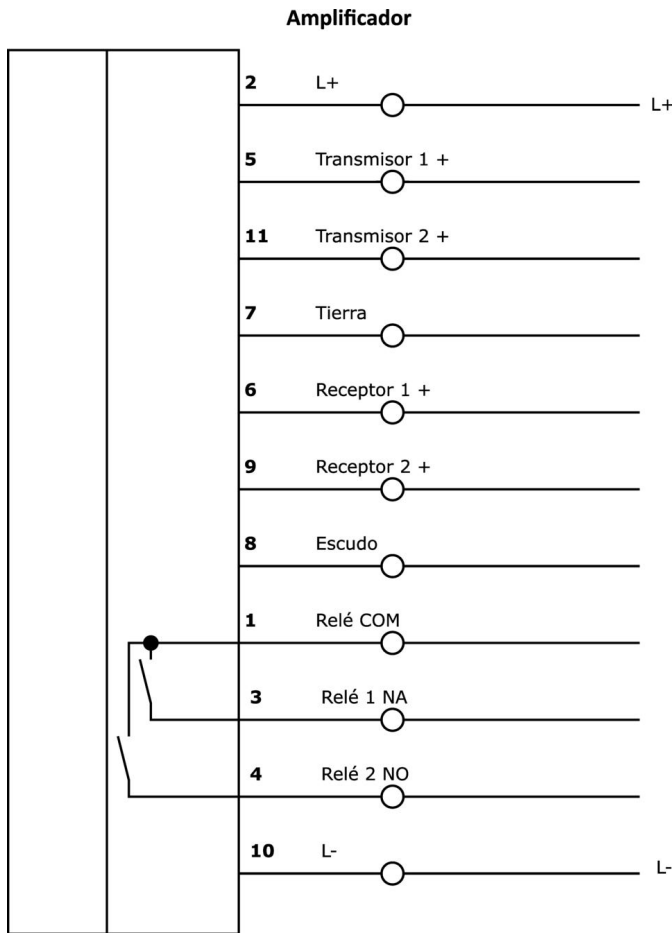 Amplificador
2 L+
L+
5 Transmisor 1 +
11 Transmisor 2 +
7 Tierra
6 Receptor 1 +
9 Receptor 2 +
8 Escudo
1 Relé COM
3 Relé 1 NA
4 Relé 2 NO
10 L-
L-